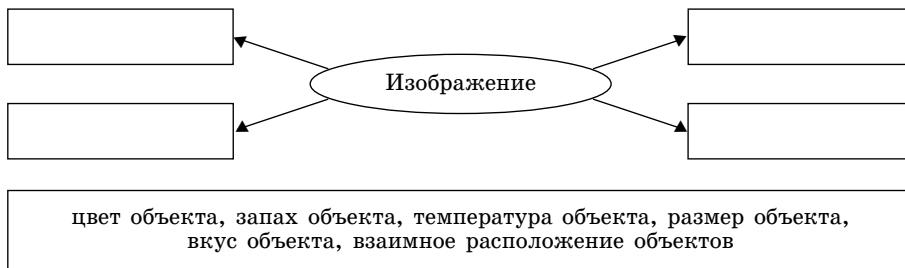 Изображение
цвет объекта, запах объекта, температура объекта, размер объекта,
вкус объекта, взаимное расположение объектов